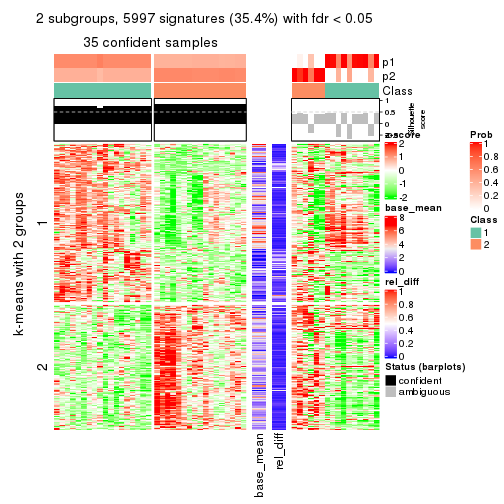 2 subgroups, 5997 signatures (35.4%) with fdr < 0.05
35 confident samples
p1
p2
Class
1
0.5
0
-0.5
Silhouette
score
k-means with 2 groups
1
2
base_mean
rel_diff
z-score
2
1
0
-1
-2
base_mean
8
6
4
2
0
rel_diff
1
0.8
0.6
0.4
0.2
0
Status (barplots)
confident
ambiguous
Prob
1
0.8
0.6
0.4
0.2
0
Class
1
2